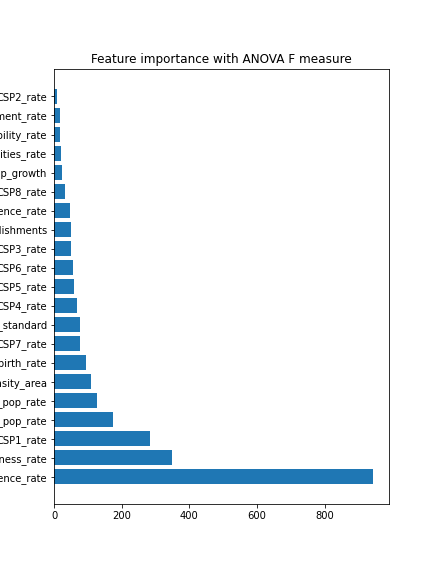 Feature importance with ANOVA F measure
CSP2_rate
ment_rate
bility_rate
ities_rate
p_growth
CSP8_rate
ence_rate
lishments
CSP3_rate
CSP6_rate
CSP5_rate
CSP4_rate
_standard
CSP7_rate
birth_rate
nsity_area
_pop_rate
_pop_rate
CSP1_rate
ness_rate
ence_rate
0 200 400 600 800